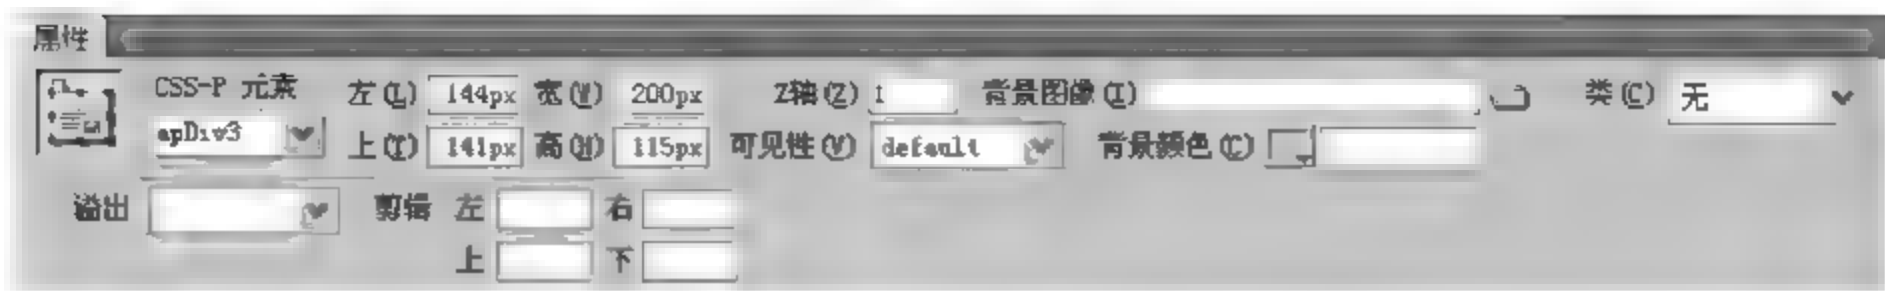 属性
CSS-P 元素 左(L) 144px 宽(W) 200px Z轴(Z) 1 背景图像(I) 类(C) 无
apDiv3 上(T) 141px 高(H) 115px 可见性(V) default 背景颜色(C)
溢出 剪辑 左 右
上 下